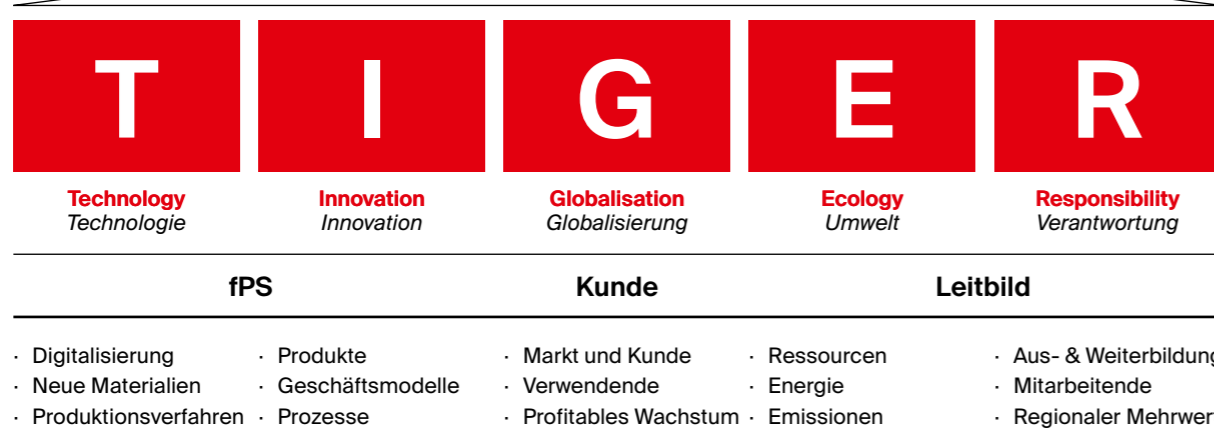 T I G E R
Technology Innovation Globalisation Ecology Responsibility
Technologie Innovation Globalisierung Umwelt Verantwortung
fPS Kunde Leitbild
· Digitalisierung · Produkte · Markt und Kunde · Ressourcen · Aus- & Weiterbildung
· Neue Materialien · Geschäftsmodelle · Verwendende · Energie · Mitarbeitende
· Produktionsverfahren · Prozesse · Profitables Wachstum · Emissionen · Regionaler Mehrwert